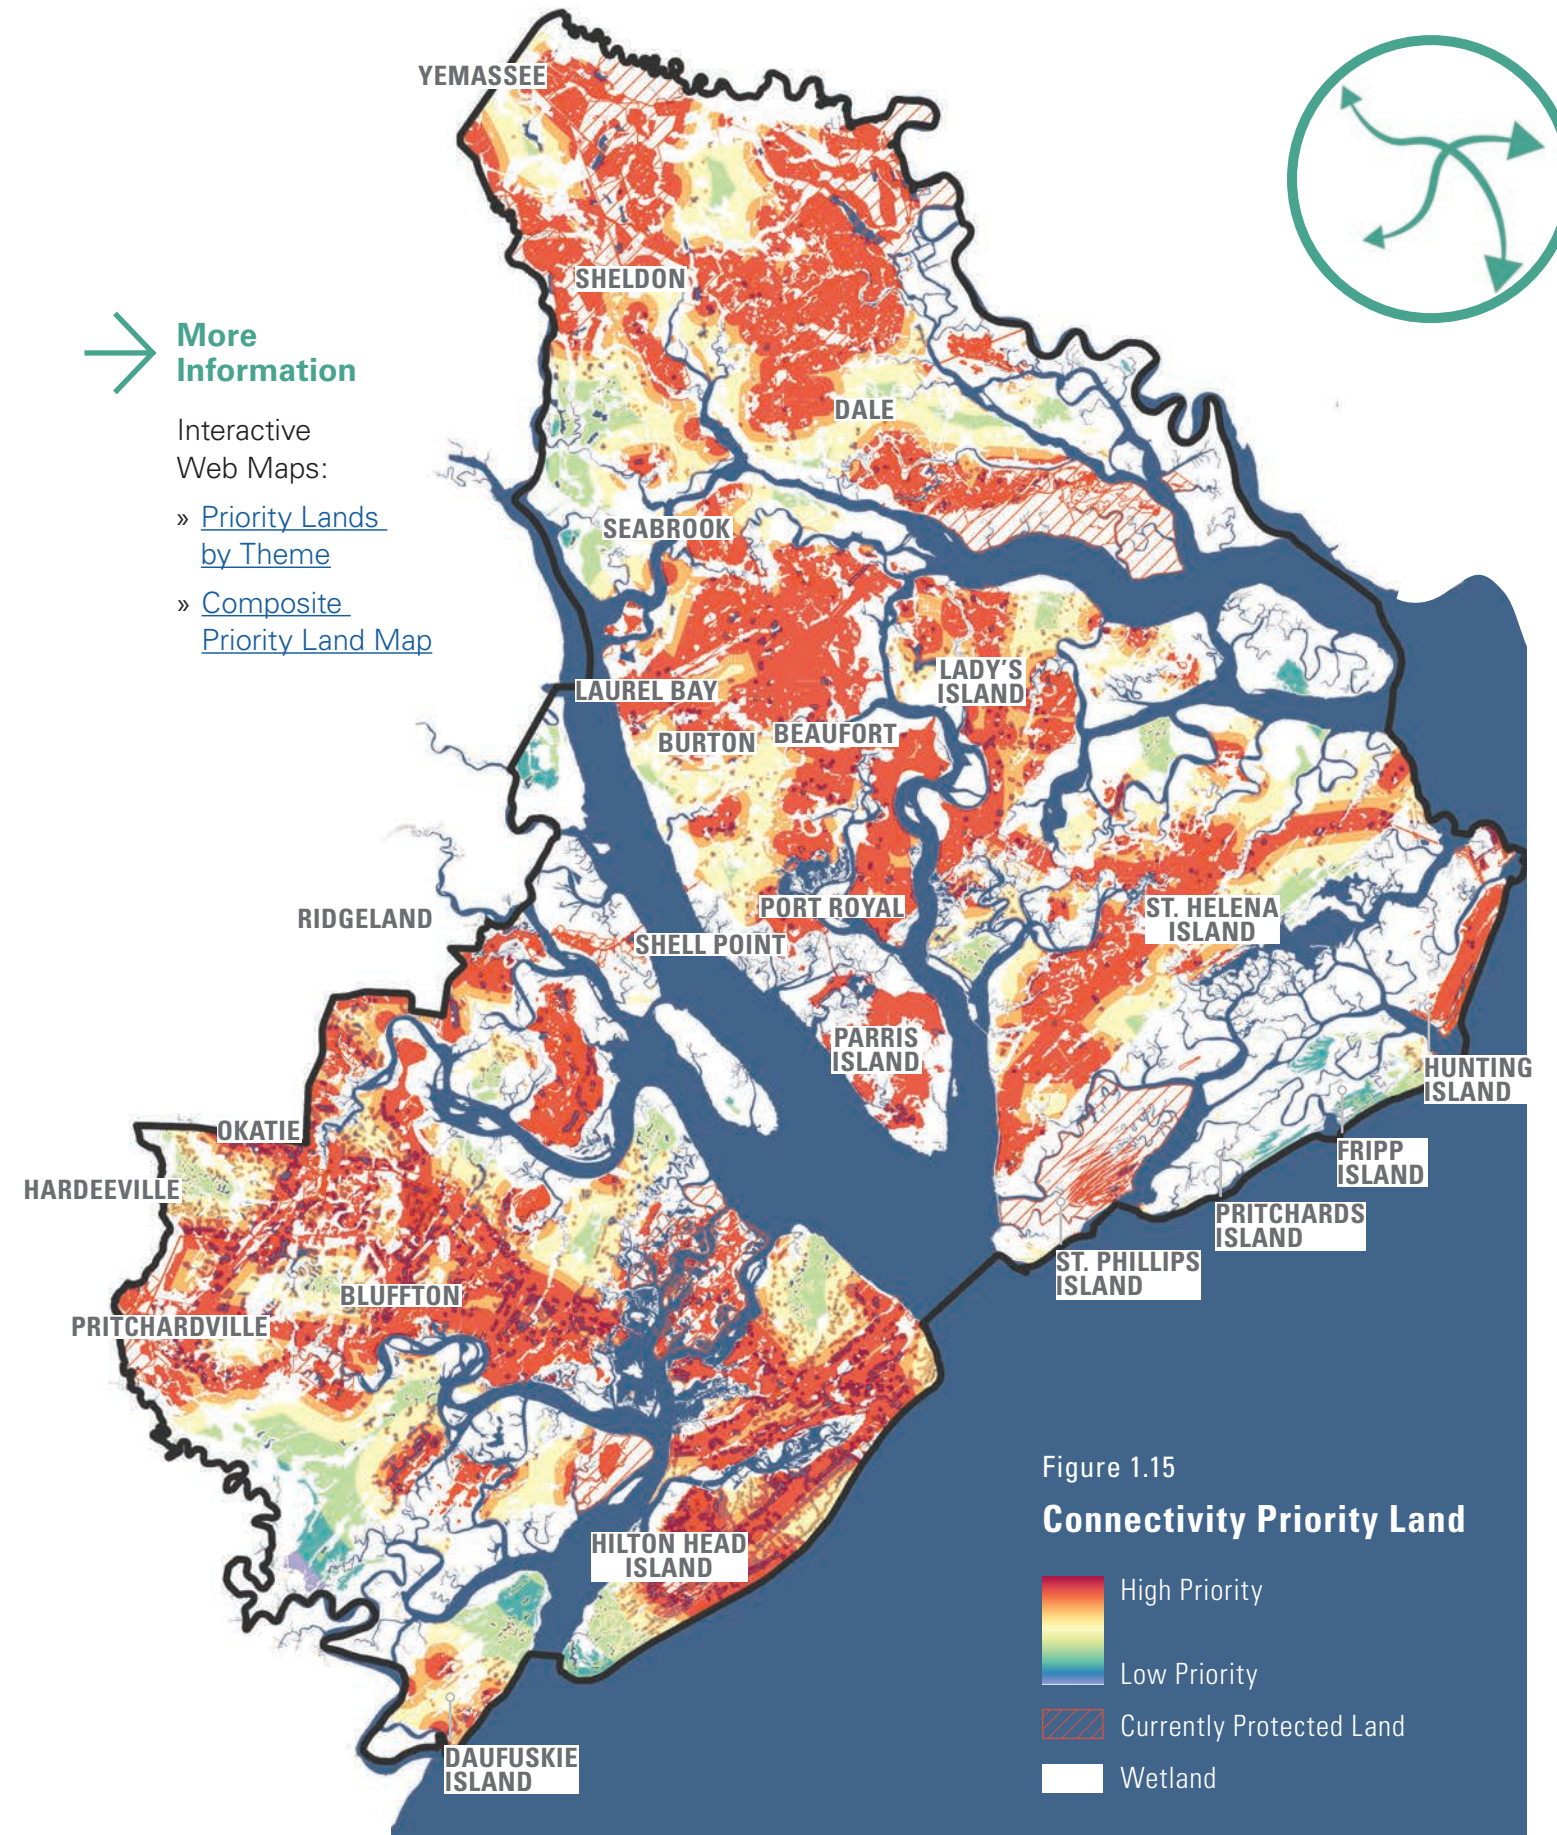 YEMASSEE
SHELDON
More
Information
Interactive
Web Maps:
» Priority Lands
by Theme
» Composite
Priority Land Map
DALE
SEABROOK
LADY'S
ISLAND
LAUREL BAY
BURTON
BEAUFORT
RIDGELAND
PORT ROYAL
ST. HELENA
ISLAND
SHELL POINT
PARRIS
ISLAND
HUNTING
ISLAND
OKATIE
FRIPP
ISLAND
HARDEEVILLE
PRITCHARDS
ISLAND
ST. PHILLIPS
ISLAND
BLUFFTON
PRITCHARDVILLE
HILTON HEAD
ISLAND
DAUFUSKIE
ISLAND
Figure 1.15
Connectivity Priority Land
High Priority
Low Priority
Currently Protected Land
Wetland